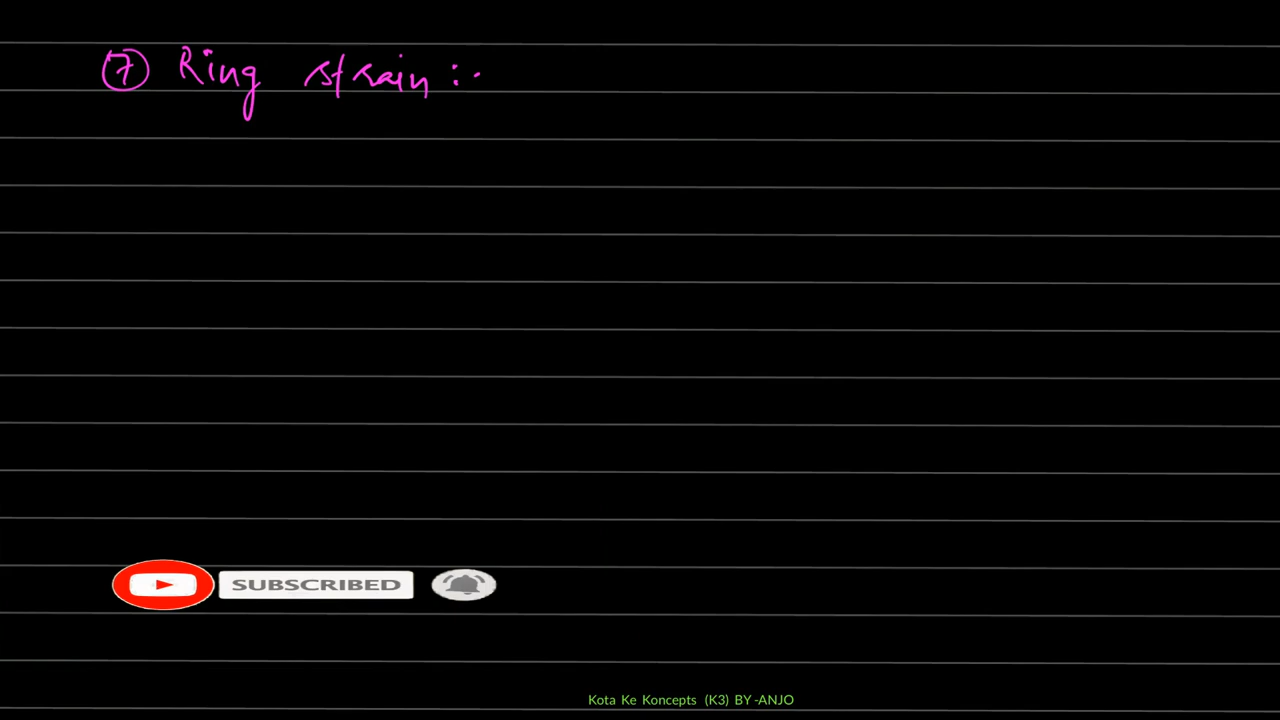 7 Ring strain :-
SUBSCRIBED
Kota Ke Koncepts (K3) BY -ANJO